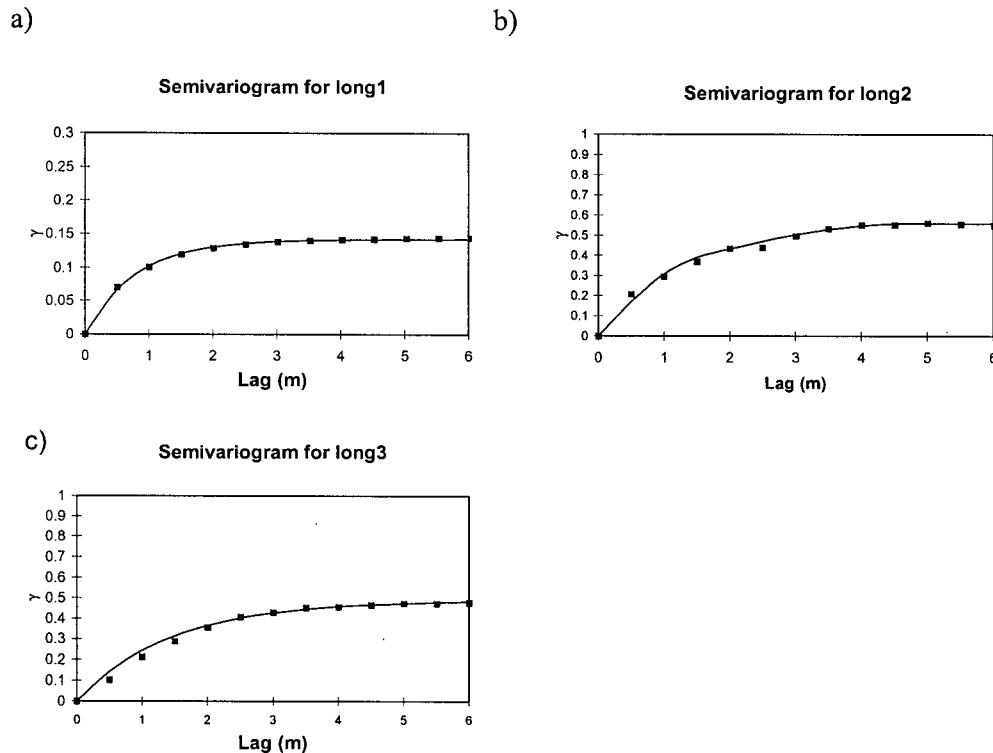 a)
Semivariogram for long1
0.3
0.25
0.2
γ 0.15
0.1
0.05
0
0 1 2 3 4 5 6
Lag (m)
b)
Semivariogram for long2
1
0.9
0.8
0.7
0.6
γ 0.5
0.4
0.3
0.2
0.1
0
0 1 2 3 4 5 6
Lag (m)
c)
Semivariogram for long3
1
0.9
0.8
0.7
0.6
γ 0.5
0.4
0.3
0.2
0.1
0
0 1 2 3 4 5 6
Lag (m)